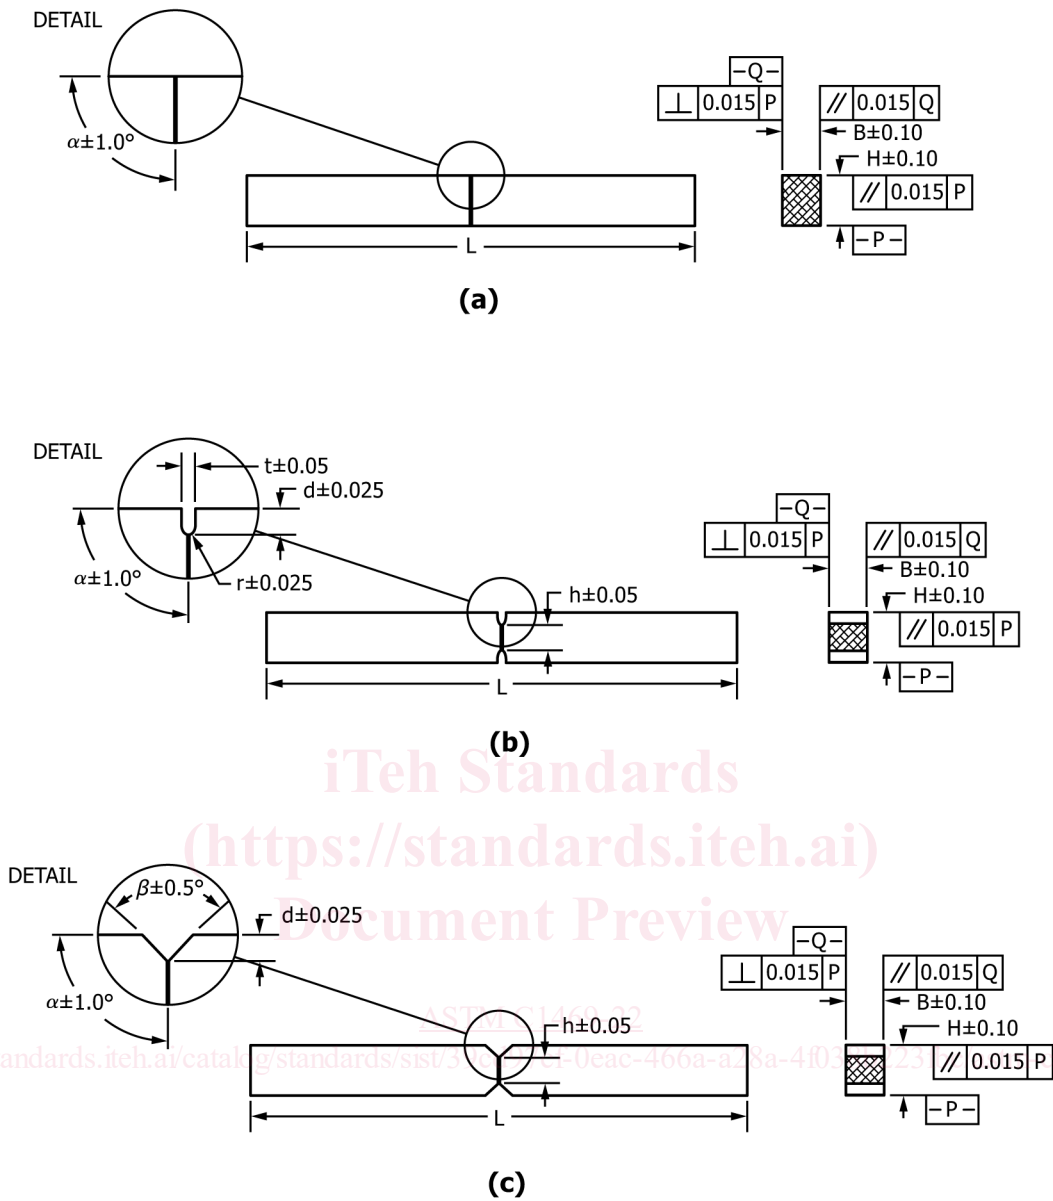 DETAIL
α±1.0°
–Q–
⊥ 0.015 P
// 0.015 Q
B±0.10
H±0.10
// 0.015 P
–P–
L
(a)
DETAIL
t±0.05
d±0.025
α±1.0°
r±0.025
h±0.05
–Q–
⊥ 0.015 P
// 0.015 Q
B±0.10
H±0.10
// 0.015 P
–P–
L
(b)
iTeh Standards
(https://standards.iteh.ai)
Document Preview
DETAIL
β±0.5°
d±0.025
α±1.0°
ASTM C1469-22
h±0.05
–Q–
⊥ 0.015 P
// 0.015 Q
B±0.10
H±0.10
// 0.015 P
–P–
L
(c)